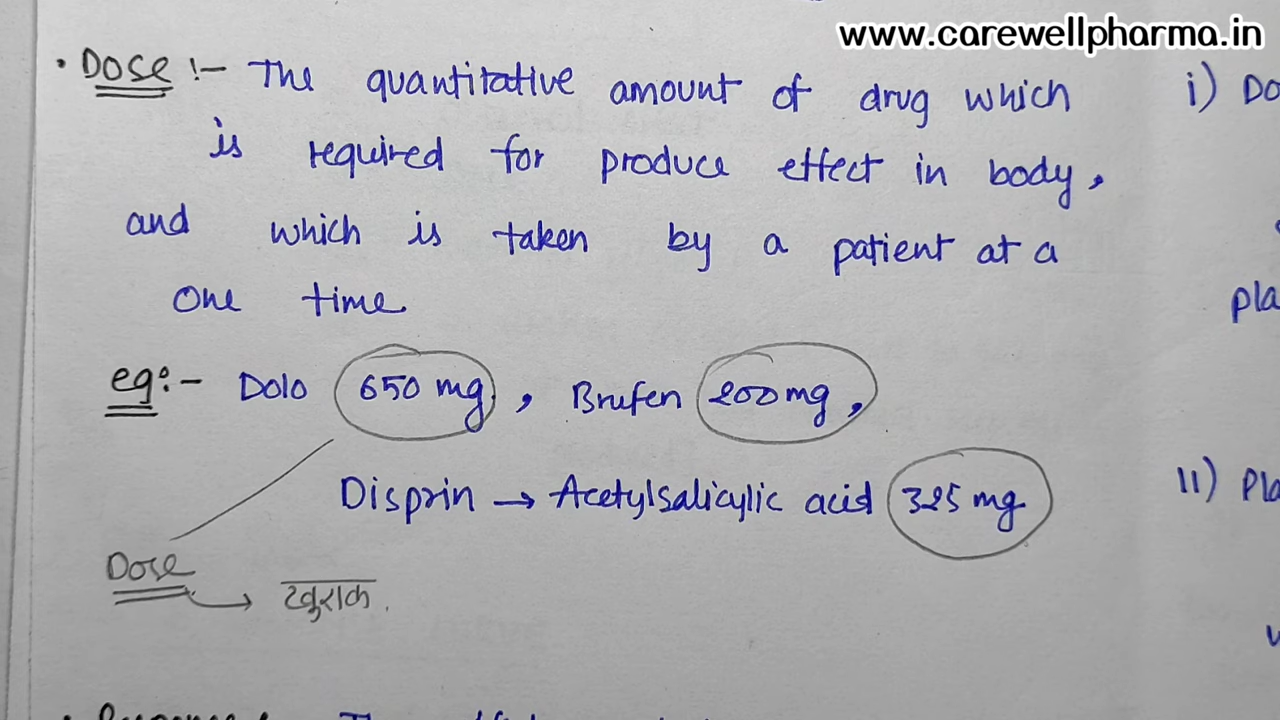 www.carewellpharma.in
• Dose :- The quantitative amount of drug which
is required for produce effect in body,
and which is taken by a patient at a
one time
eg:- Dolo 650 mg, Brufen 200mg,
Disprin → Acetylsalicylic acid 325 mg
Dose → खुराक.
i) Do
Pla
II) Pla